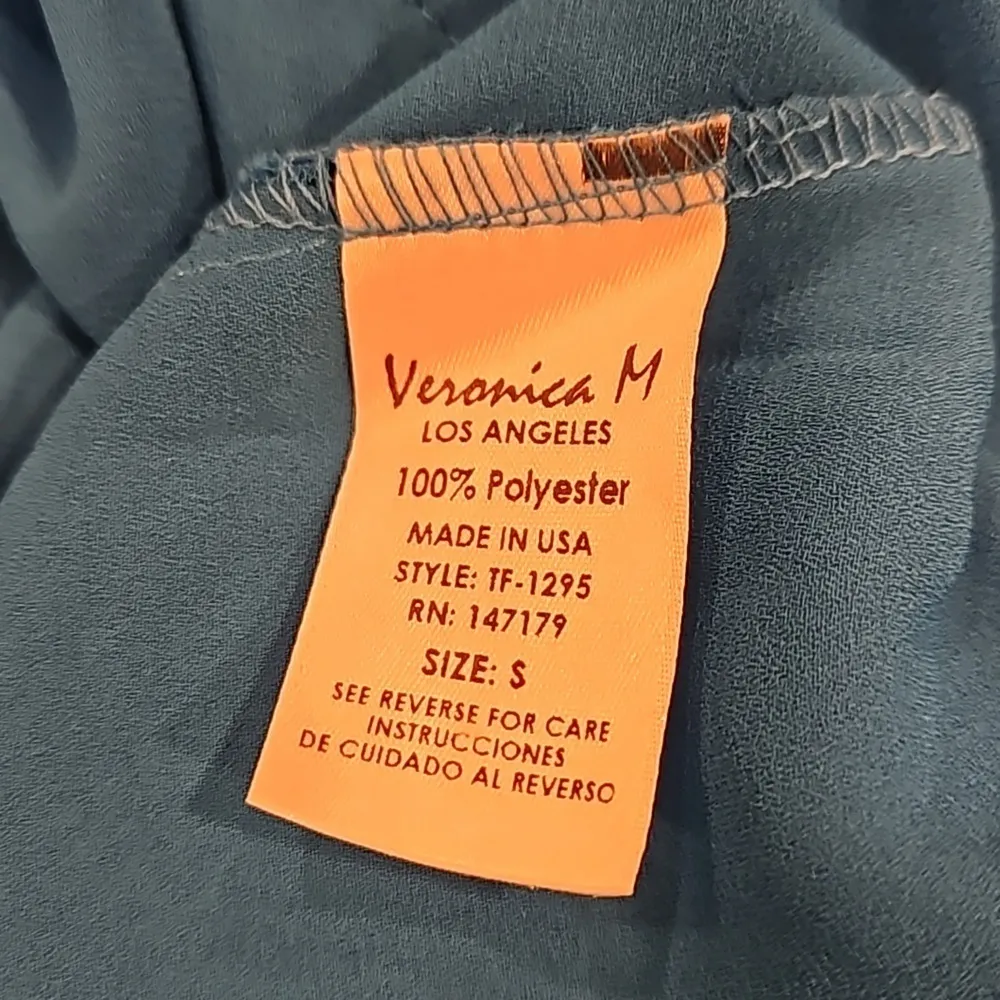 Veronica M
LOS ANGELES
100% Polyester
MADE IN USA
STYLE: TF-1295
RN: 147179
SIZE: S
SEE REVERSE FOR CARE
INSTRUCCIONES
DE CUIDADO AL REVERSO